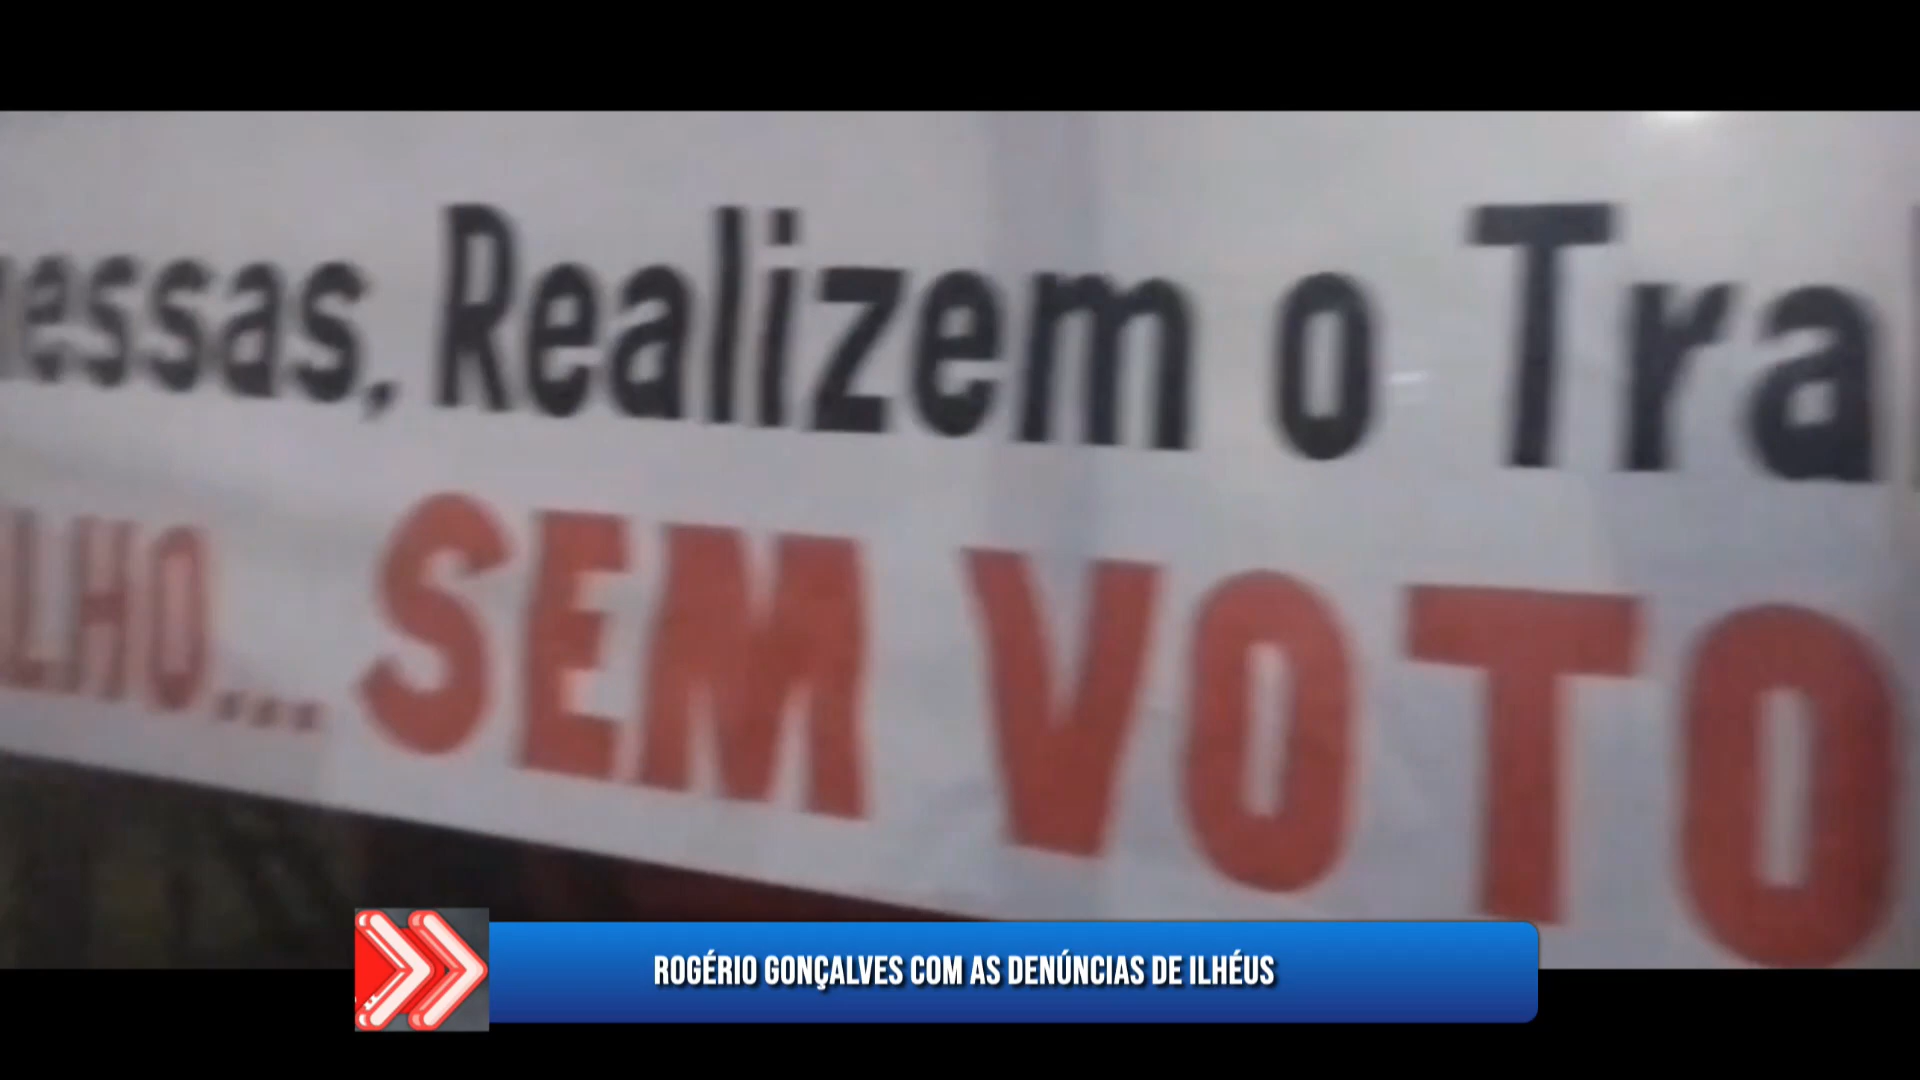 essas, Realizem o Tra
LHO... SEM VOTO
ROGÉRIO GONÇALVES COM AS DENÚNCIAS DE ILHÉUS